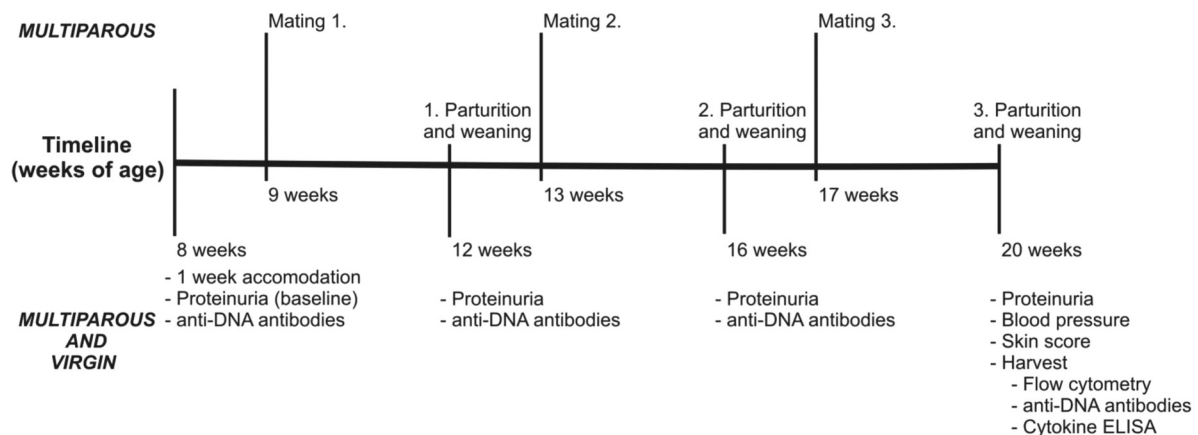 MULTIPAROUS
Mating 1.
Mating 2.
Mating 3.
1. Parturition
and weaning
2. Parturition
and weaning
3. Parturition
and weaning
Timeline
(weeks of age)
9 weeks
13 weeks
17 weeks
8 weeks
12 weeks
16 weeks
20 weeks
- 1 week accomodation
- Proteinuria (baseline)
- anti-DNA antibodies
- Proteinuria
- anti-DNA antibodies
- Proteinuria
- anti-DNA antibodies
- Proteinuria
- Blood pressure
- Skin score
- Harvest
- Flow cytometry
- anti-DNA antibodies
- Cytokine ELISA
MULTIPAROUS
AND
VIRGIN